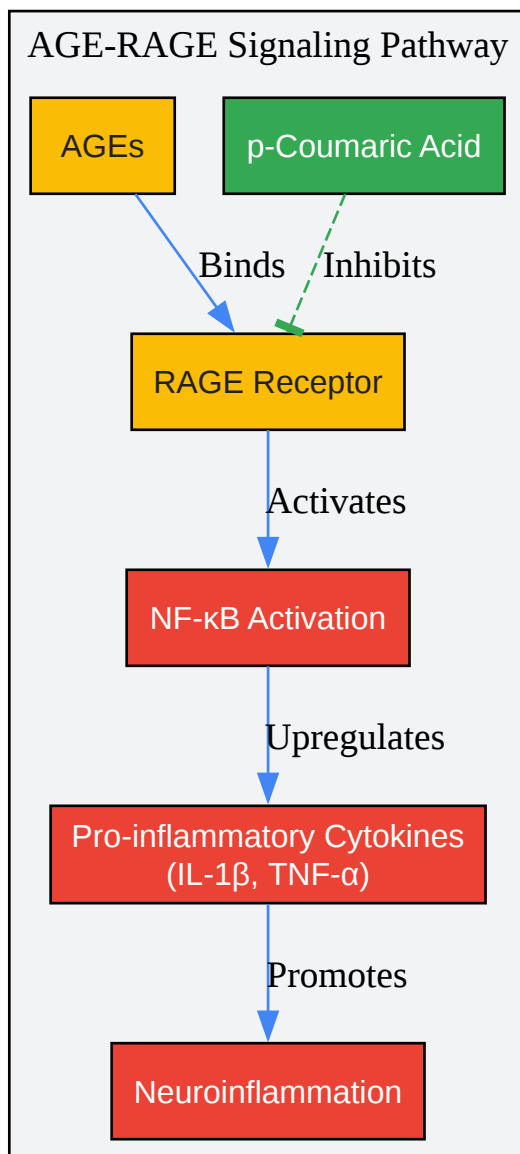 AGE-RAGE Signaling Pathway
AGEs
p-Coumaric Acid
Binds
Inhibits
RAGE Receptor
Activates
NF-κB Activation
Upregulates
Pro-inflammatory Cytokines
(IL-1β, TNF-α)
Promotes
Neuroinflammation